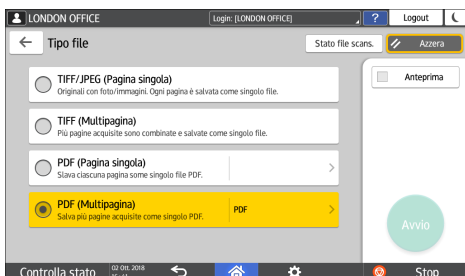 LONDON OFFICE
Login: [LONDON OFFICE]
?
Logout
Tipo file
Stato file scans.
Azzera
TIFF/JPEG (Pagina singola)
Originali con foto/immagini. Ogni pagina è salvata come singolo file.
Anteprima
TIFF (Multipagina)
Più pagine acquisite sono combinate e salvate come singolo file.
PDF (Pagina singola)
Slava ciascuna pagina some singolo file PDF.
PDF (Multipagina)
Salva più pagine acquisite come singolo PDF.
PDF
Avvio
Controlla stato
02 Ott. 2018
Stop